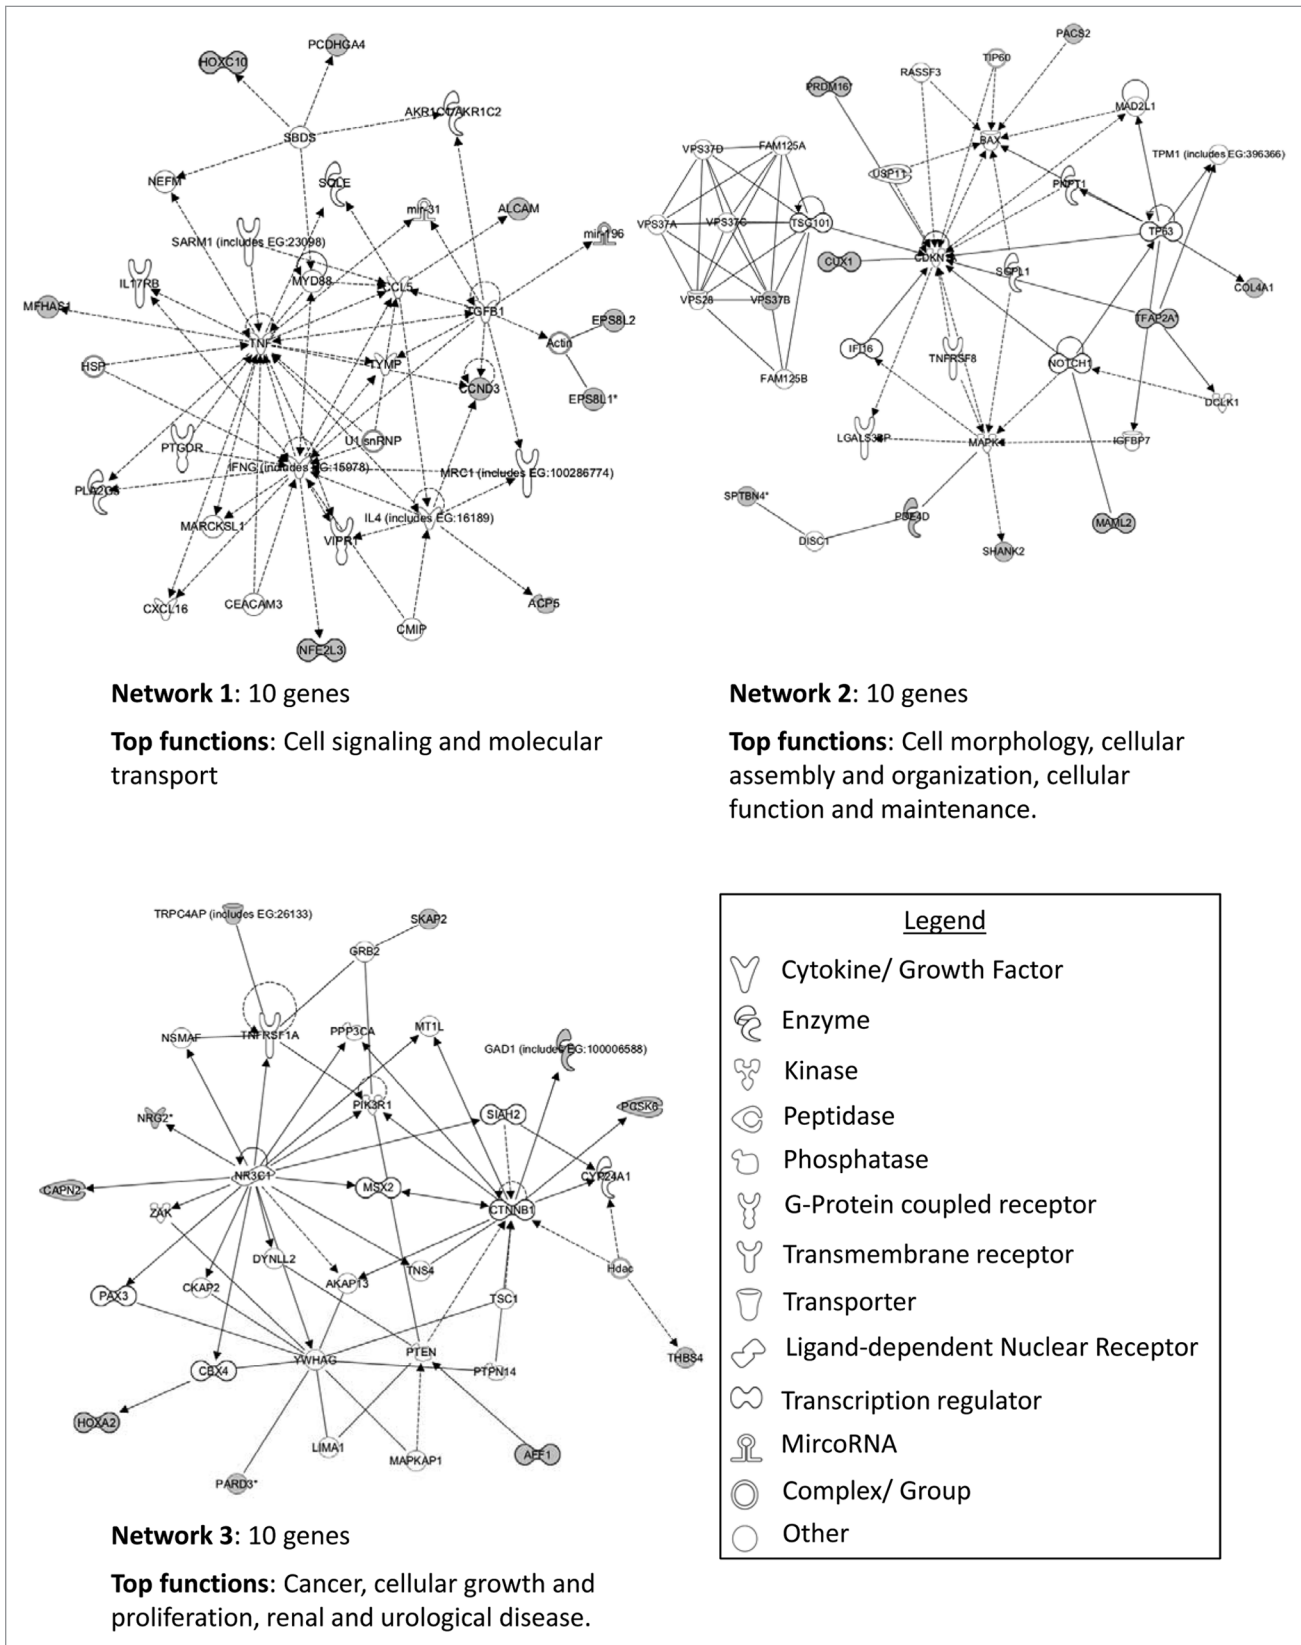 PCDHGA4
HOXC10
AKR1C1/AKR1C2
SBDS
NEFM
SQLE
mir-31
ALCAM
mir-196
SARM1 (includes EG:23098)
IL17RB
MYD88
CCL5
MFHAS1
TGFB1
EPS8L2
TNF
Actin
HSP
TYMP
CCND3
EPS8L1*
PTGDR
U1 snRNP
IFNG (includes EG:15978)
MRC1 (includes EG:100286774)
MARCKSL1
IL4 (includes EG:16189)
VIPR1
CXCL16
CEACAM3
ACP5
CMIP
NFE2L3
Network 1: 10 genes
Top functions: Cell signaling and molecular
transport
PACS2
TIP60
RASSF3
PRDM16*
MAD2L1
BAX
VPS37D
FAM125A
TPM1 (includes EG:396366)
USP11
PNPT1
VPS37A
VPS37C
TSG101
TP63
CUX1
SGPL1
COL4A1
VPS28
VPS37B
TFAP2A*
IFI16
TNFRSF8
NOTCH1
FAM125B
DCLK1
LGALS3BP
MAPK
IGFBP7
SPTBN4*
PDE4D
MAML2
DISC1
SHANK2
Network 2: 10 genes
Top functions: Cell morphology, cellular
assembly and organization, cellular
function and maintenance.
TRPC4AP (includes EG:26133)
SKAP2
GRB2
NSMAF
TNFRSF1A
PPP3CA
MT1L
GAD1 (includes EG:100006588)
NRG2*
PIK3R1
SIAH2
PCSK6
NR3C1
CAPN2
MSX2
CYP24A1
ZAK
CTNNB1
DYNLL2
TNS4
Hdac
CKAP2
AKAP13
PAX3
TSC1
YWHAG
PTEN
THBS4
CBX4
PTPN14
HOXA2
LIMA1
MAPKAP1
AFF1
PARD3*
Network 3: 10 genes
Top functions: Cancer, cellular growth and
proliferation, renal and urological disease.
Legend
Cytokine/ Growth Factor
Enzyme
Kinase
Peptidase
Phosphatase
G-Protein coupled receptor
Transmembrane receptor
Transporter
Ligand-dependent Nuclear Receptor
Transcription regulator
MircoRNA
Complex/ Group
Other